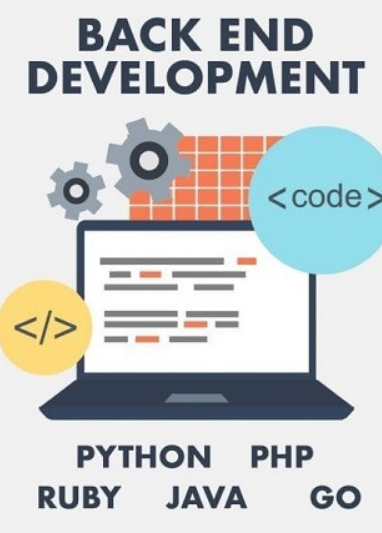 BACK END
DEVELOPMENT
<code>
</>
PYTHON PHP
RUBY JAVA GO